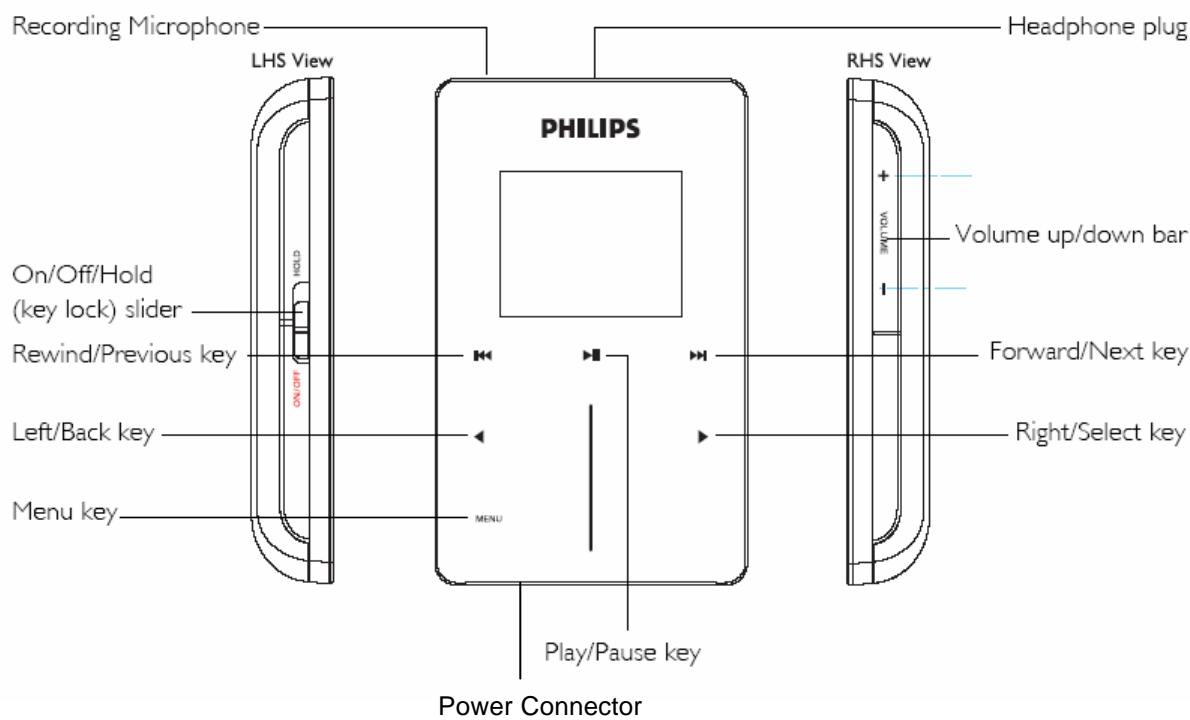 Recording Microphone
Headphone plug
LHS View
RHS View
PHILIPS
+
VOLUME
Volume up/down bar
-
HOLD
On/Off/Hold
(key lock) slider
Rewind/Previous key
Forward/Next key
ON/OFF
Left/Back key
Right/Select key
Menu key
MENU
Play/Pause key
Power Connector